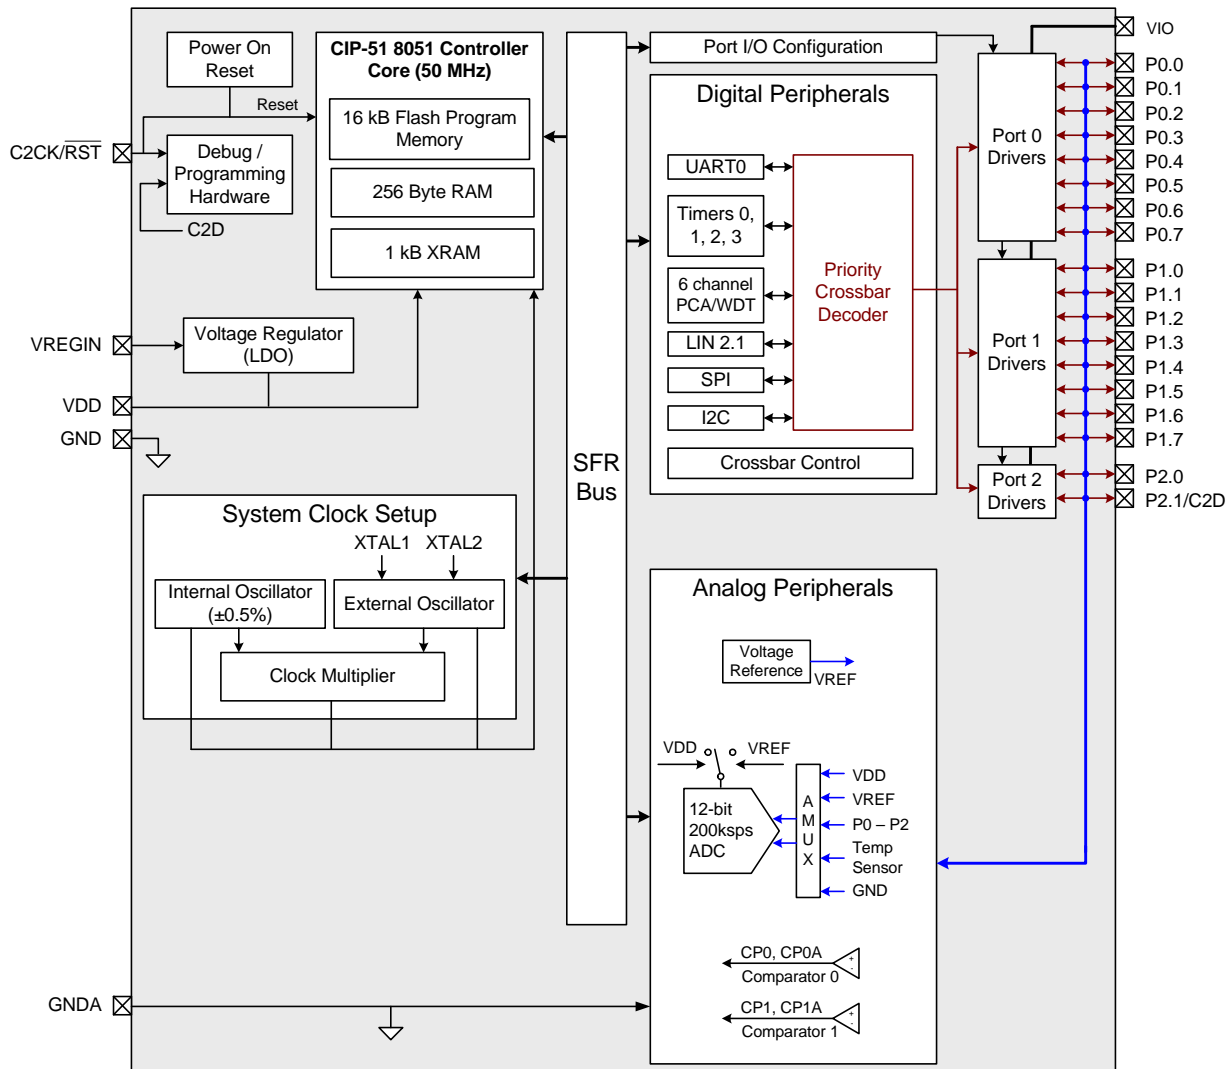 Power On
Reset
Reset
C2CK/RST
Debug /
Programming
Hardware
C2D
CIP-51 8051 Controller
Core (50 MHz)
16 kB Flash Program
Memory
256 Byte RAM
1 kB XRAM
VREGIN
Voltage Regulator
(LDO)
VDD
GND
System Clock Setup
XTAL1
XTAL2
Internal Oscillator
(±0.5%)
External Oscillator
Clock Multiplier
GNDA
SFR
Bus
Port I/O Configuration
Digital Peripherals
UART0
Timers 0,
1, 2, 3
6 channel
PCA/WDT
LIN 2.1
SPI
I2C
Priority
Crossbar
Decoder
Crossbar Control
Port 0
Drivers
Port 1
Drivers
Port 2
Drivers
VIO
P0.0
P0.1
P0.2
P0.3
P0.4
P0.5
P0.6
P0.7
P1.0
P1.1
P1.2
P1.3
P1.4
P1.5
P1.6
P1.7
P2.0
P2.1/C2D
Analog Peripherals
Voltage
Reference
VREF
VDD
VREF
12-bit
200ksps
ADC
A
M
U
X
VDD
VREF
P0 – P2
Temp
Sensor
GND
CP0, CP0A
+
-
Comparator 0
CP1, CP1A
+
-
Comparator 1